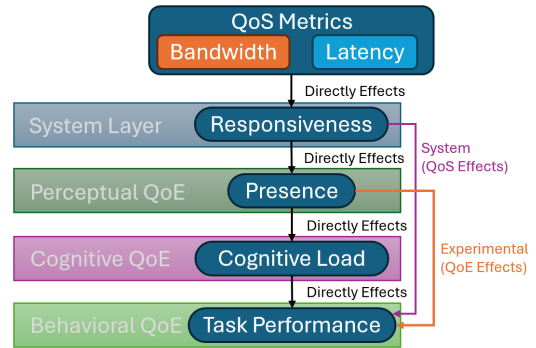 QoS Metrics
Bandwidth
Latency
Directly Effects
System Layer
Responsiveness
Directly Effects
System
(QoS Effects)
Perceptual QoE
Presence
Directly Effects
Experimental
(QoE Effects)
Cognitive QoE
Cognitive Load
Directly Effects
Behavioral QoE
Task Performance